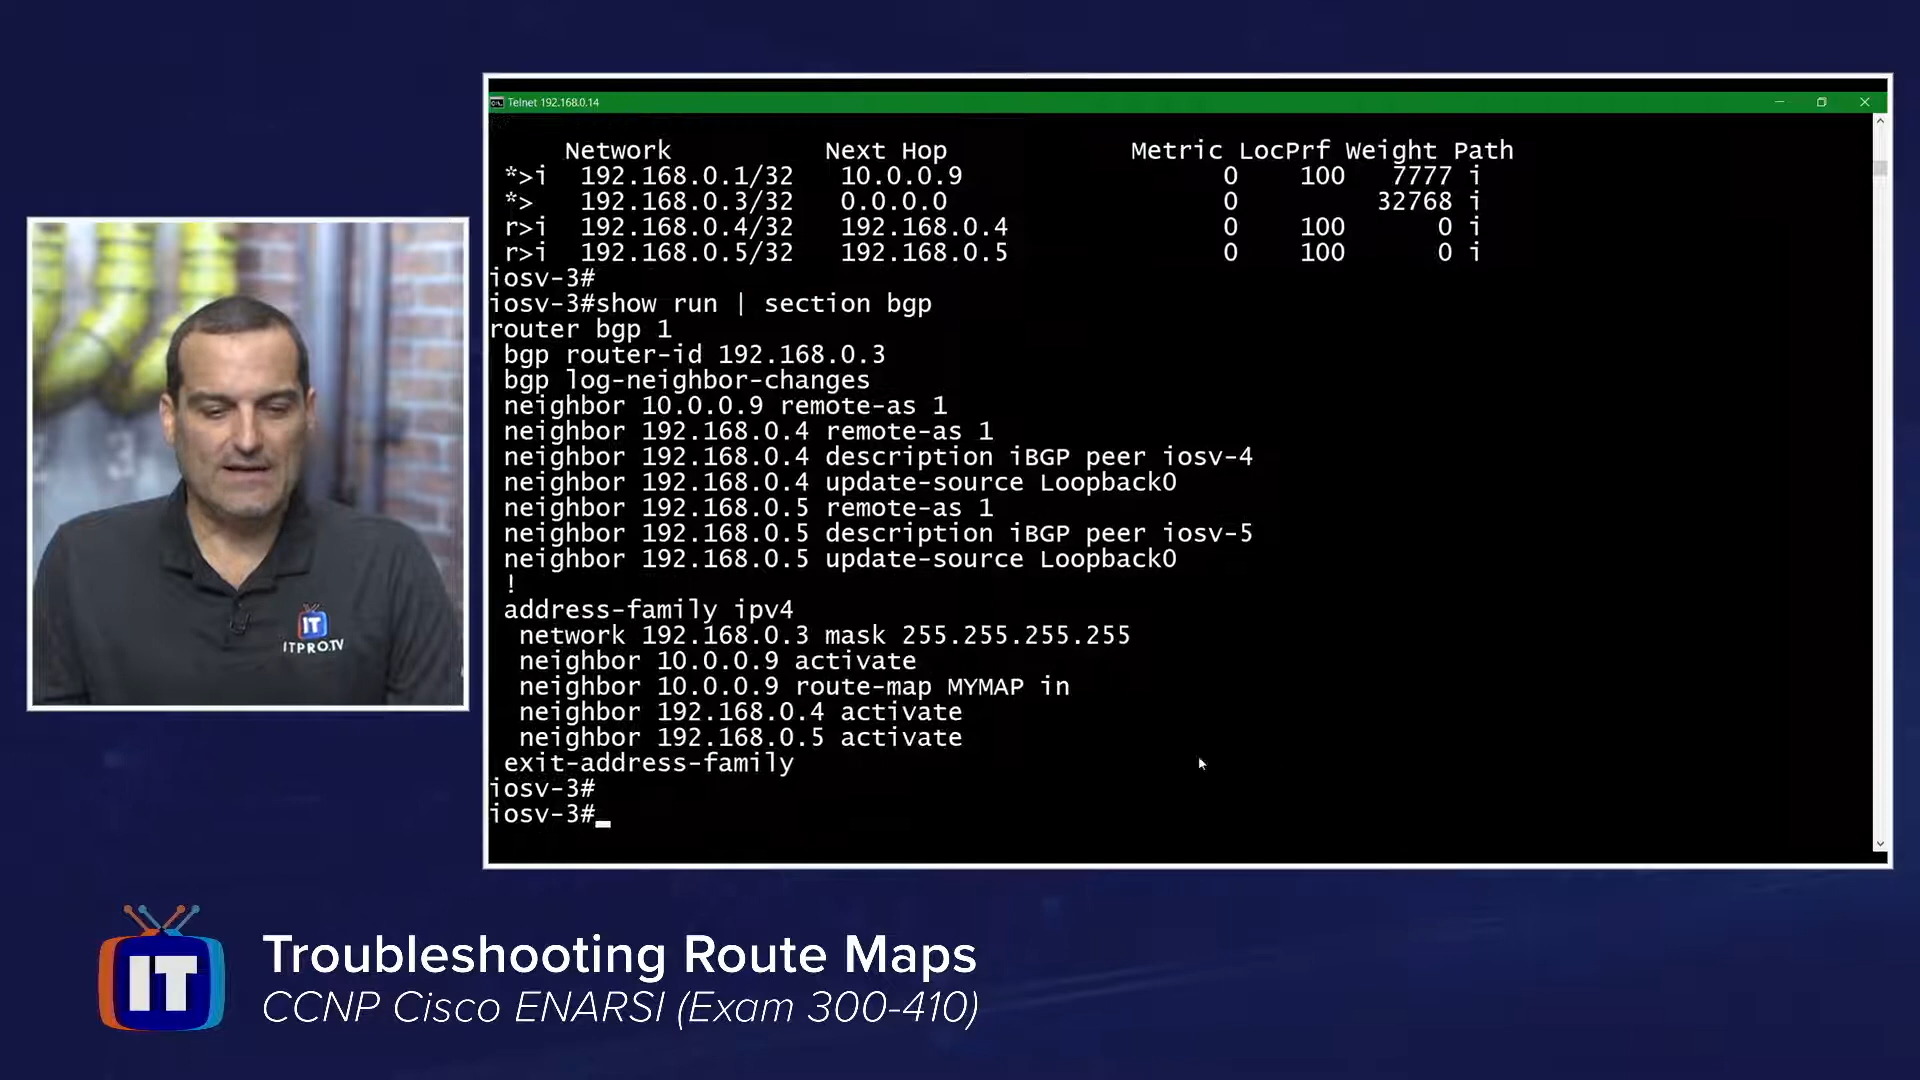 Telnet 192.168.0.14
Network Next Hop Metric LocPrf Weight Path
*>i 192.168.0.1/32 10.0.0.9 0 100 7777 i
*> 192.168.0.3/32 0.0.0.0 0 32768 i
r>i 192.168.0.4/32 192.168.0.4 0 100 0 i
r>i 192.168.0.5/32 192.168.0.5 0 100 0 i
iosv-3#
iosv-3#show run | section bgp
router bgp 1
bgp router-id 192.168.0.3
bgp log-neighbor-changes
neighbor 10.0.0.9 remote-as 1
neighbor 192.168.0.4 remote-as 1
neighbor 192.168.0.4 description iBGP peer iosv-4
neighbor 192.168.0.4 update-source Loopback0
neighbor 192.168.0.5 remote-as 1
neighbor 192.168.0.5 description iBGP peer iosv-5
neighbor 192.168.0.5 update-source Loopback0
!
address-family ipv4
network 192.168.0.3 mask 255.255.255.255
neighbor 10.0.0.9 activate
neighbor 10.0.0.9 route-map MYMAP in
neighbor 192.168.0.4 activate
neighbor 192.168.0.5 activate
exit-address-family
iosv-3#
iosv-3#
IT
ITPRO.TV
IT
Troubleshooting Route Maps
CCNP Cisco ENARSI (Exam 300-410)